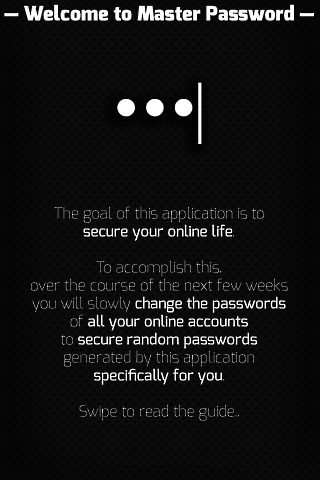 — Welcome to Master Password —
The goal of this application is to
secure your online life.
To accomplish this,
over the course of the next few weeks
you will slowly change the passwords
of all your online accounts
to secure random passwords
generated by this application
specifically for you.
Swipe to read the guide..